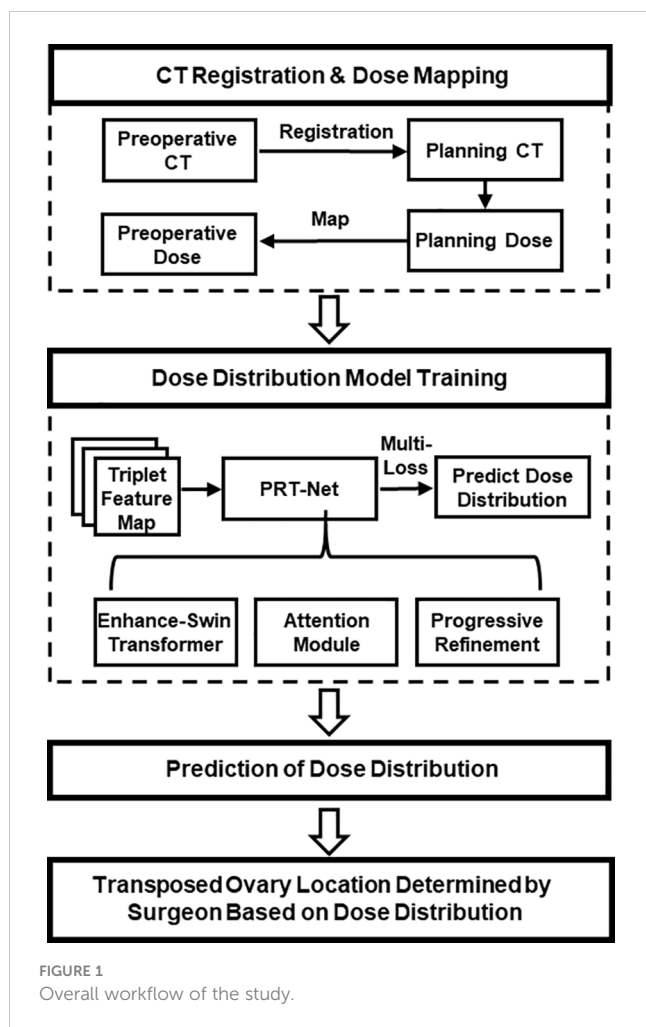 CT Registration & Dose Mapping
Preoperative
CT
Registration
Planning CT
Preoperative
Dose
Map
Planning Dose
Dose Distribution Model Training
Triplet
Feature
Map
PRT-Net
Multi-
Loss
Predict Dose
Distribution
Enhance-Swin
Transformer
Attention
Module
Progressive
Refinement
Prediction of Dose Distribution
Transposed Ovary Location Determined by
Surgeon Based on Dose Distribution
FIGURE 1
Overall workflow of the study.